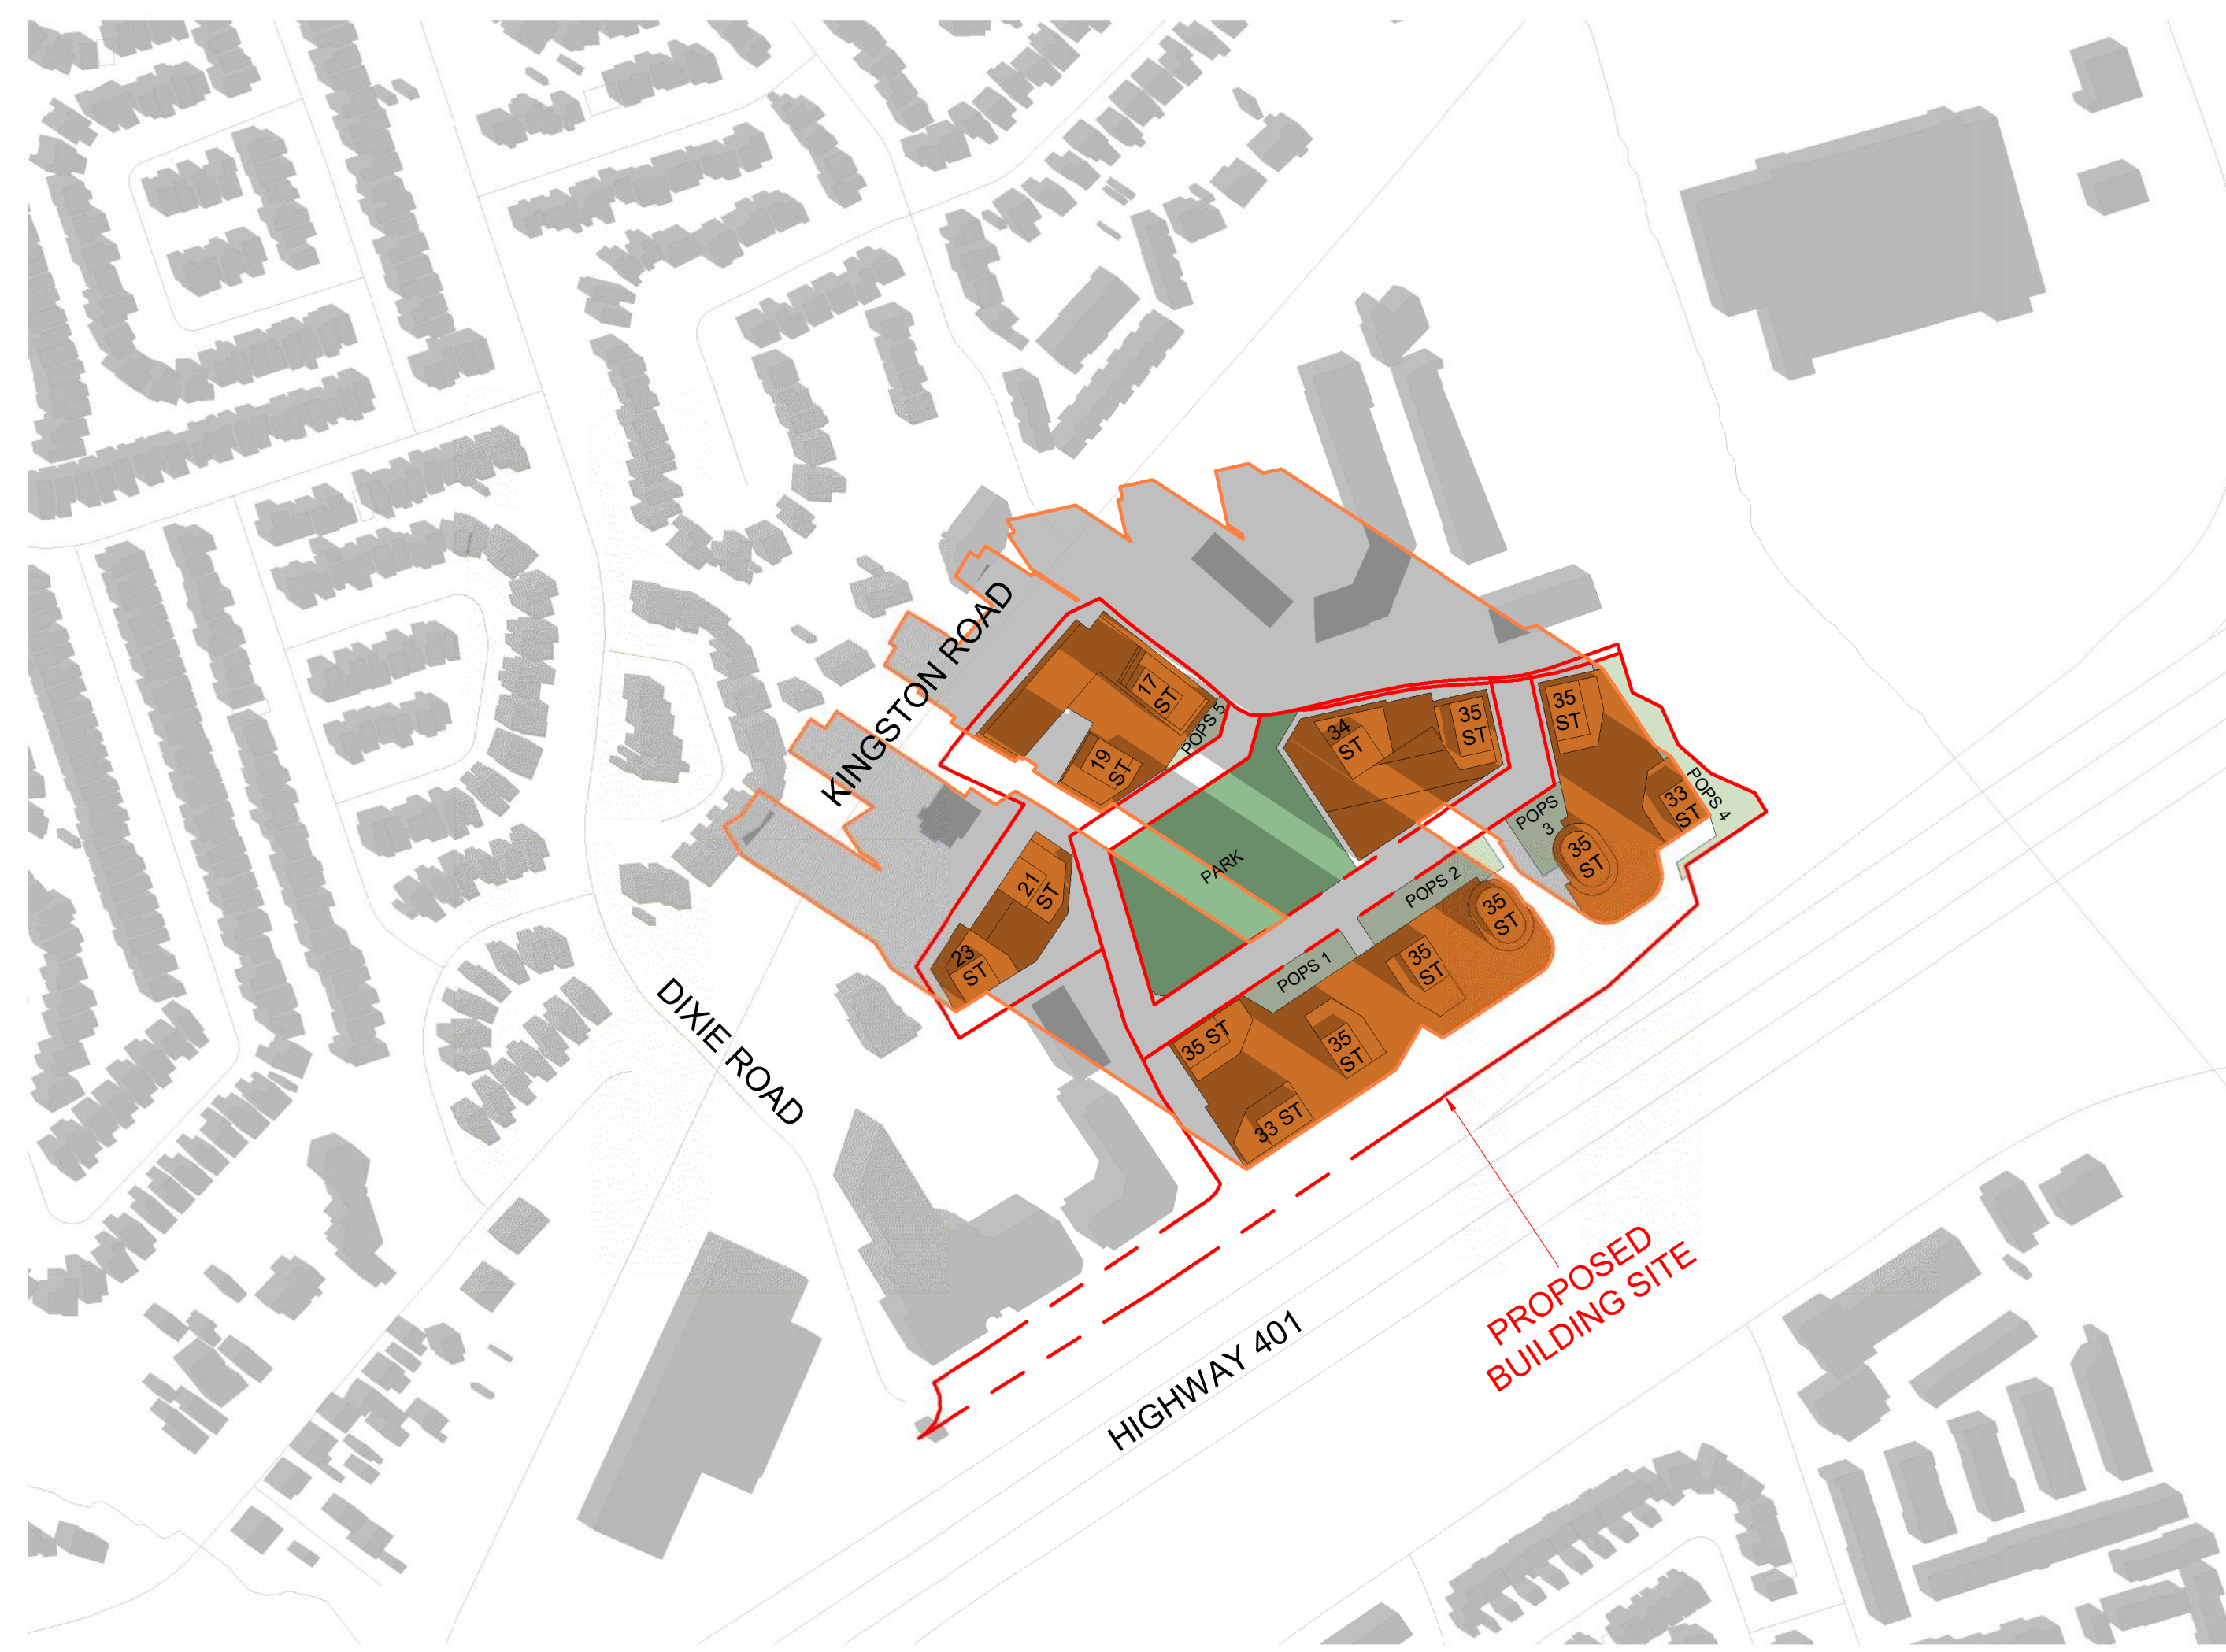 KINGSTON ROAD
17
ST
POPS 5
19
ST
34
ST
35
ST
35
ST
POPS
4
33
ST
POPS
3
35
ST
PARK
POPS 2
21
ST
35
ST
23
ST
35
ST
POPS 1
DIXIE ROAD
35 ST
35
ST
33 ST
PROPOSED
BUILDING SITE
HIGHWAY 401